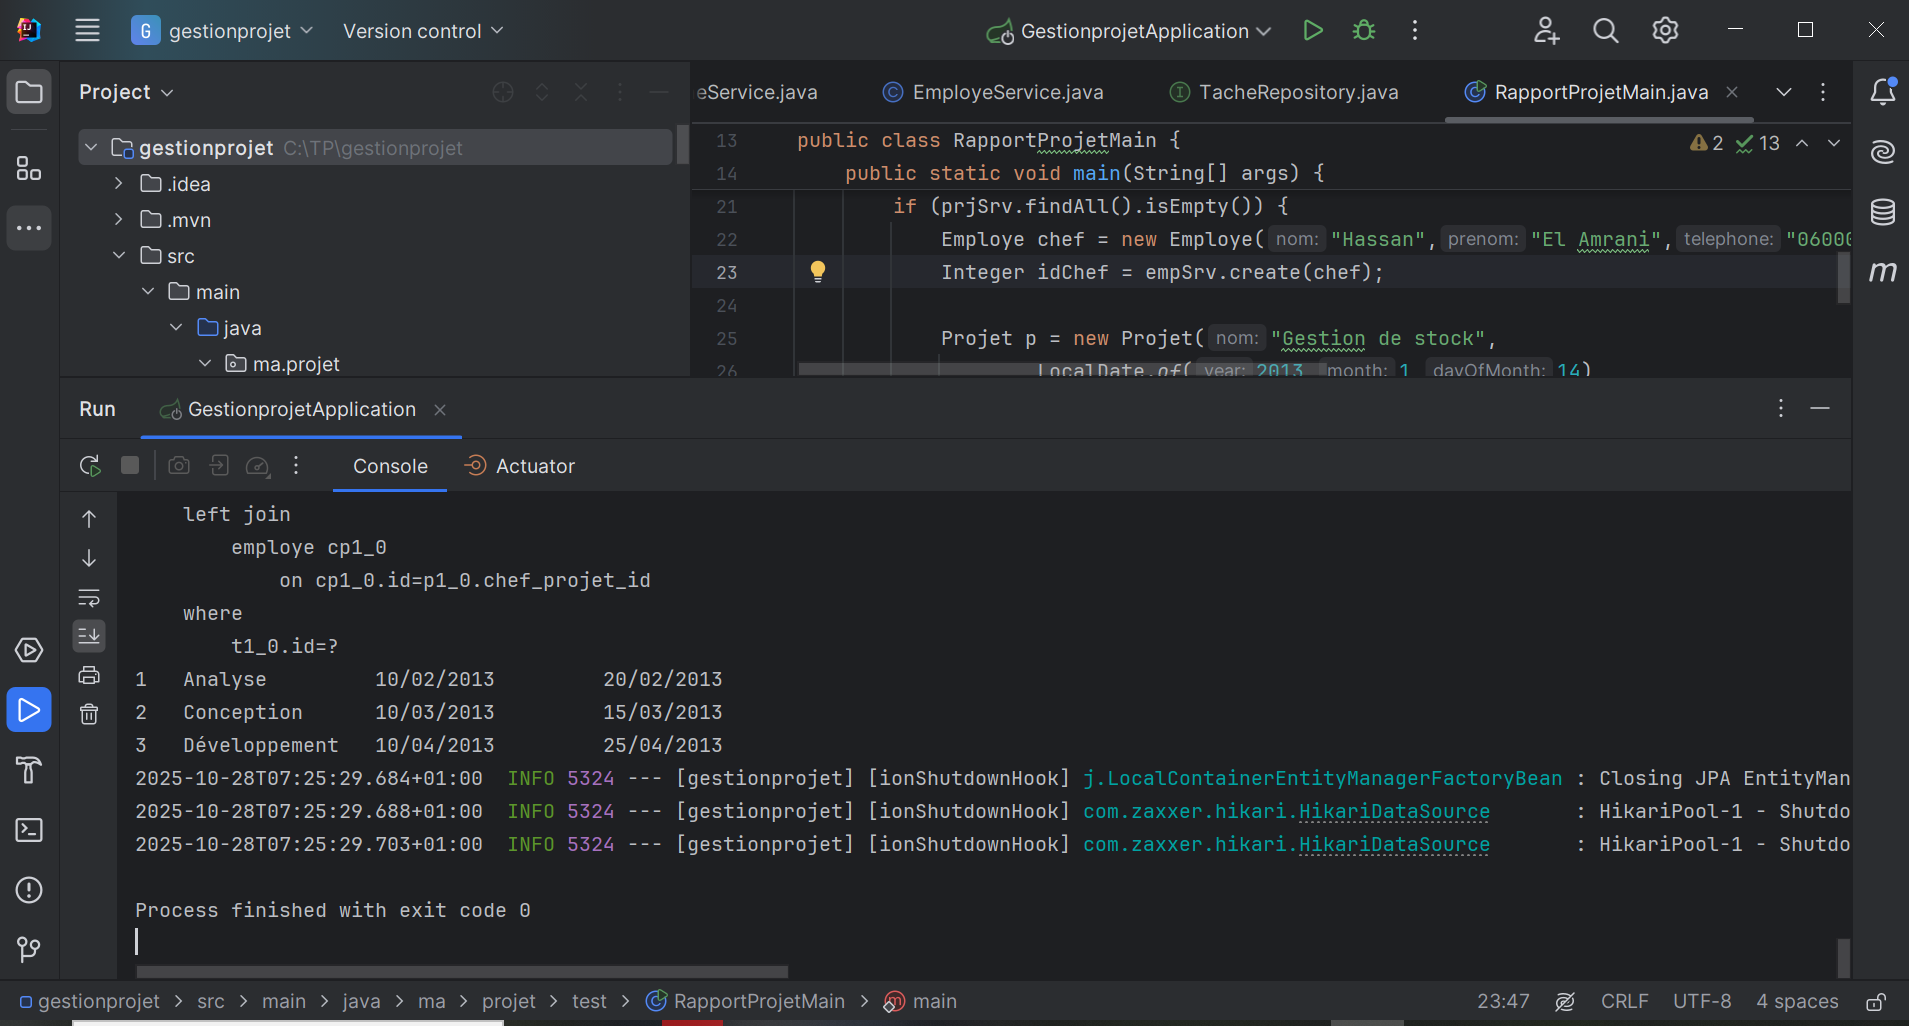 G gestionprojet Version control GestionprojetApplication
Project
eService.java EmployeService.java TacheRepository.java RapportProjetMain.java
gestionprojet C:\TP\gestionprojet
.idea
.mvn
src
main
java
ma.projet
2 13
13 public class RapportProjetMain {
14 public static void main(String[] args) {
21 if (prjSrv.findAll().isEmpty()) {
22 Employe chef = new Employe( nom: "Hassan", prenom: "El Amrani", telephone: "0600
23 Integer idChef = empSrv.create(chef);
24
25 Projet p = new Projet( nom: "Gestion de stock",
26 LocalDate.of( year: 2013 month: 1 dayOfMonth: 14)
m
Run GestionprojetApplication
Console Actuator
left join
employe cp1_0
on cp1_0.id=p1_0.chef_projet_id
where
t1_0.id=?
1 Analyse 10/02/2013 20/02/2013
2 Conception 10/03/2013 15/03/2013
3 Développement 10/04/2013 25/04/2013
2025-10-28T07:25:29.684+01:00 INFO 5324 --- [gestionprojet] [ionShutdownHook] j.LocalContainerEntityManagerFactoryBean : Closing JPA EntityMan
2025-10-28T07:25:29.688+01:00 INFO 5324 --- [gestionprojet] [ionShutdownHook] com.zaxxer.hikari.HikariDataSource : HikariPool-1 - Shutdo
2025-10-28T07:25:29.703+01:00 INFO 5324 --- [gestionprojet] [ionShutdownHook] com.zaxxer.hikari.HikariDataSource : HikariPool-1 - Shutdo
Process finished with exit code 0
gestionprojet > src > main > java > ma > projet > test > RapportProjetMain > main 23:47 CRLF UTF-8 4 spaces